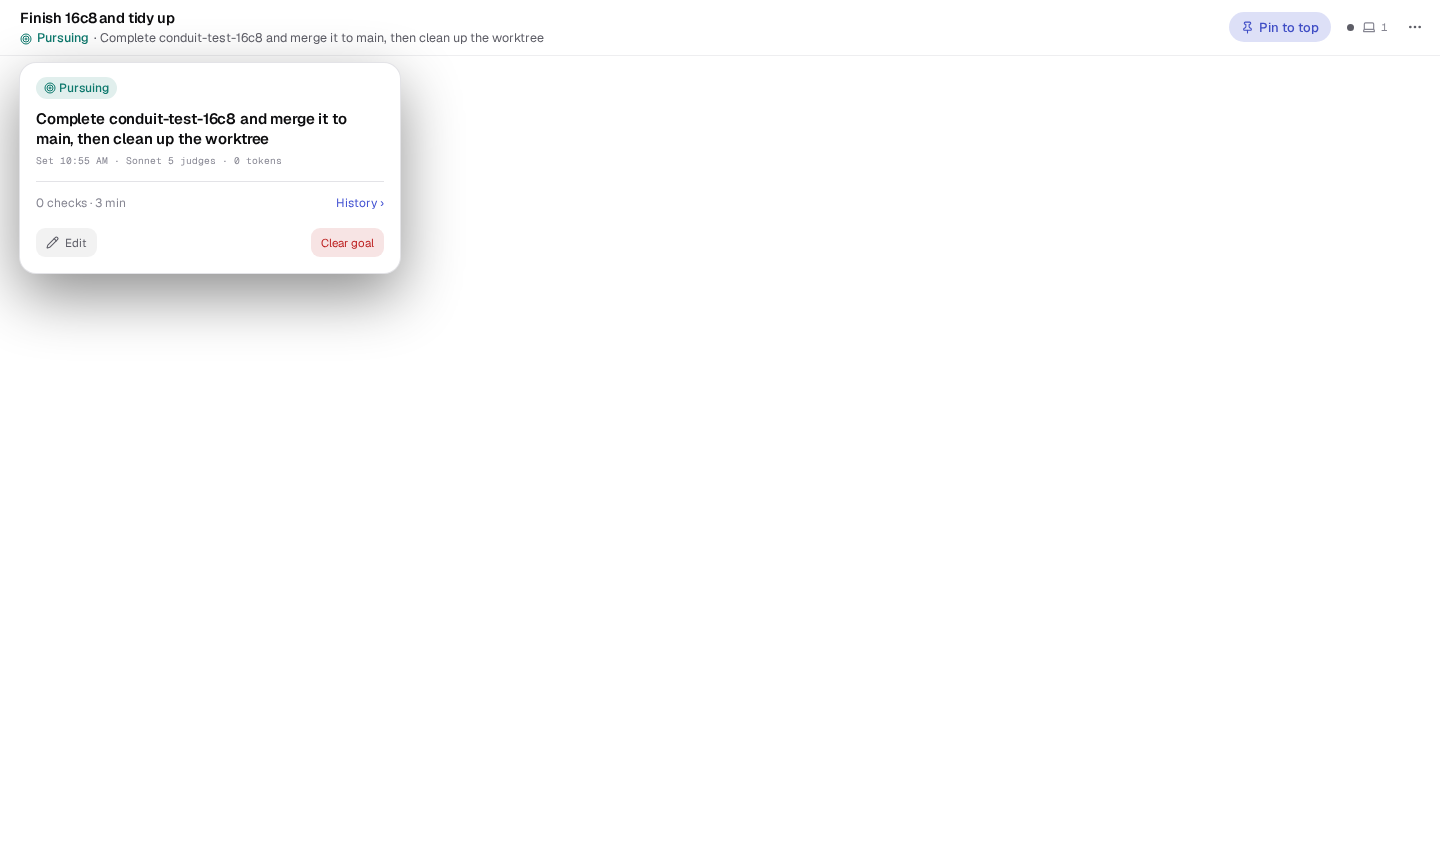 Finish 16c8 and tidy up
Pursuing · Complete conduit-test-16c8 and merge it to main, then clean up the worktree
Pin to top
1
Pursuing
Complete conduit-test-16c8 and merge it to
main, then clean up the worktree
Set 10:55 AM · Sonnet 5 judges · 0 tokens
0 checks · 3 min
History ›
Edit
Clear goal